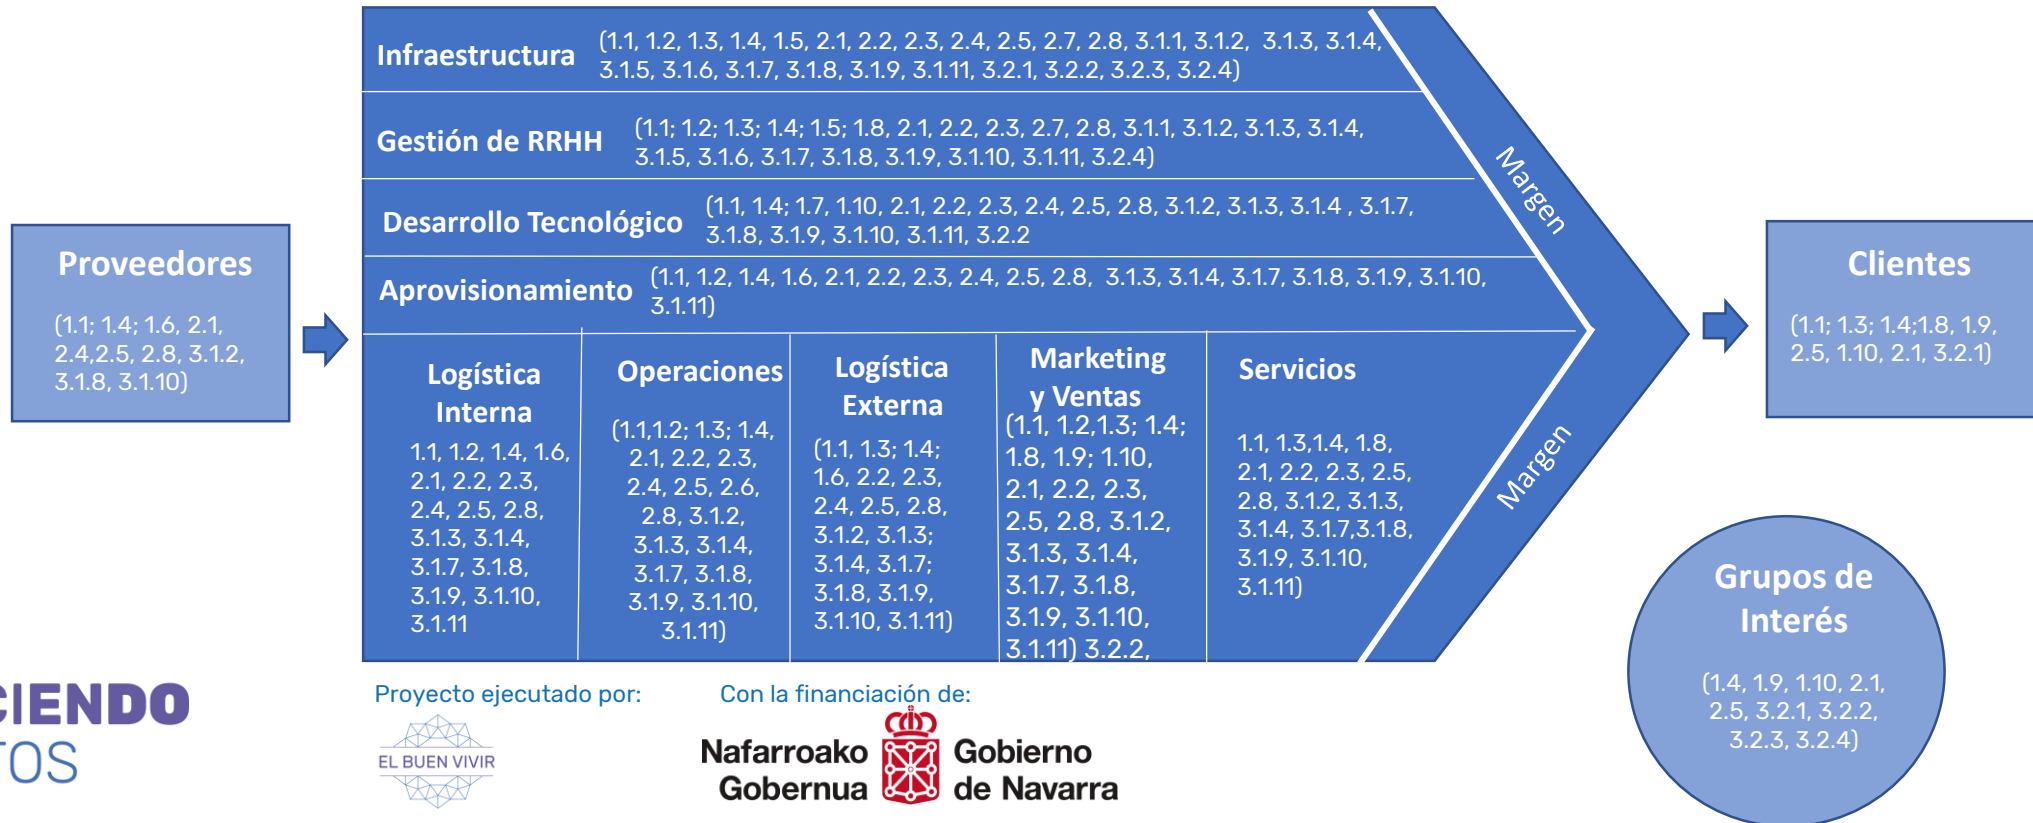 Infraestructura
(1.1, 1.2, 1.3, 1.4, 1.5, 2.1, 2.2, 2.3, 2.4, 2.5, 2.7, 2.8, 3.1.1, 3.1.2, 3.1.3, 3.1.4,
3.1.5, 3.1.6, 3.1.7, 3.1.8, 3.1.9, 3.1.11, 3.2.1, 3.2.2, 3.2.3, 3.2.4)
Gestión de RRHH
(1.1; 1.2; 1.3; 1.4; 1.5; 1.8, 2.1, 2.2, 2.3, 2.7, 2.8, 3.1.1, 3.1.2, 3.1.3, 3.1.4,
3.1.5, 3.1.6, 3.1.7, 3.1.8, 3.1.9, 3.1.10, 3.1.11, 3.2.4)
Desarrollo Tecnológico
(1.1, 1.4; 1.7, 1.10, 2.1, 2.2, 2.3, 2.4, 2.5, 2.8, 3.1.2, 3.1.3, 3.1.4 , 3.1.7,
3.1.8, 3.1.9, 3.1.10, 3.1.11, 3.2.2
Aprovisionamiento
(1.1, 1.2, 1.4, 1.6, 2.1, 2.2, 2.3, 2.4, 2.5, 2.8, 3.1.3, 3.1.4, 3.1.7, 3.1.8, 3.1.9, 3.1.10,
3.1.11)
Margen
Margen
Proveedores
(1.1; 1.4; 1.6, 2.1,
2.4,2.5, 2.8, 3.1.2,
3.1.8, 3.1.10)
Logística
Interna
1.1, 1.2, 1.4, 1.6,
2.1, 2.2, 2.3,
2.4, 2.5, 2.8,
3.1.3, 3.1.4,
3.1.7, 3.1.8,
3.1.9, 3.1.10,
3.1.11
Operaciones
(1.1,1.2; 1.3; 1.4,
2.1, 2.2, 2.3,
2.4, 2.5, 2.6,
2.8, 3.1.2,
3.1.3, 3.1.4,
3.1.7, 3.1.8,
3.1.9, 3.1.10,
3.1.11)
Logística
Externa
(1.1, 1.3; 1.4;
1.6, 2.2, 2.3,
2.4, 2.5, 2.8,
3.1.2, 3.1.3;
3.1.4, 3.1.7;
3.1.8, 3.1.9,
3.1.10, 3.1.11)
Marketing
y Ventas
(1.1, 1.2,1.3; 1.4;
1.8, 1.9; 1.10,
2.1, 2.2, 2.3,
2.5, 2.8, 3.1.2,
3.1.3, 3.1.4,
3.1.7, 3.1.8,
3.1.9, 3.1.10,
3.1.11) 3.2.2,
Servicios
1.1, 1.3,1.4, 1.8,
2.1, 2.2, 2.3, 2.5,
2.8, 3.1.2, 3.1.3,
3.1.4, 3.1.7,3.1.8,
3.1.9, 3.1.10,
3.1.11)
Clientes
(1.1; 1.3; 1.4;1.8, 1.9,
2.5, 1.10, 2.1, 3.2.1)
Grupos de
Interés
(1.4, 1.9, 1.10, 2.1,
2.5, 3.2.1, 3.2.2,
3.2.3, 3.2.4)
CIENDO
TOS
Proyecto ejecutado por:
EL BUEN VIVIR
Con la financiación de:
Nafarroako
Gobernua
Gobierno
de Navarra